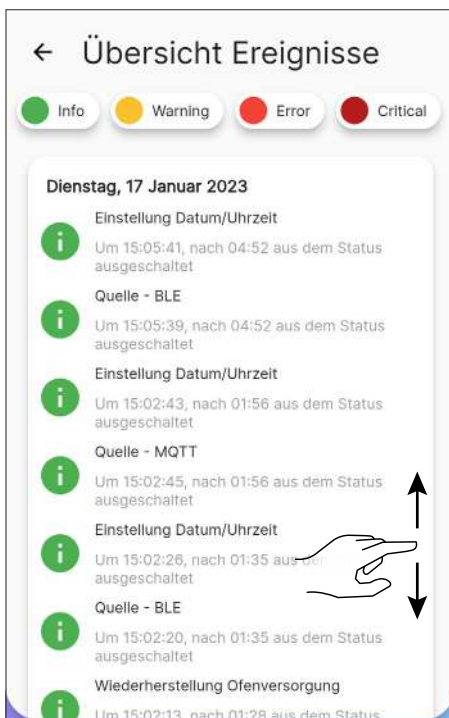 Übersicht Ereignisse
Info Warning Error Critical
Dienstag, 17 Januar 2023
Einstellung Datum/Uhrzeit
Um 15:05:41, nach 04:52 aus dem Status
ausgeschaltet
Quelle - BLE
Um 15:05:39, nach 04:52 aus dem Status
ausgeschaltet
Einstellung Datum/Uhrzeit
Um 15:02:43, nach 01:56 aus dem Status
ausgeschaltet
Quelle - MQTT
Um 15:02:45, nach 01:56 aus dem Status
ausgeschaltet
Einstellung Datum/Uhrzeit
Um 15:02:26, nach 01:35 aus
ausgeschaltet
Quelle - BLE
Um 15:02:20, nach 01:35 aus dem Status
ausgeschaltet
Wiederherstellung Ofenversorgung
Um 15:02:13, nach 01:28 aus dem Status